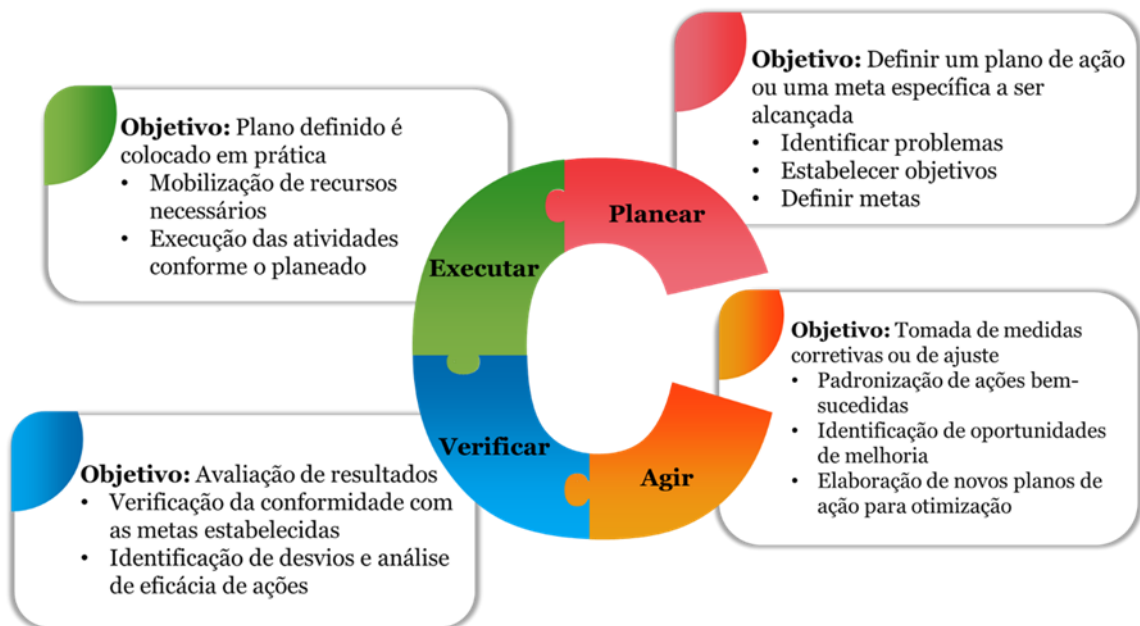 Objetivo: Definir um plano de ação
ou uma meta específica a ser
alcançada
• Identificar problemas
• Estabelecer objetivos
• Definir metas
Objetivo: Plano definido é
colocado em prática
• Mobilização de recursos
necessários
• Execução das atividades
conforme o planeado
Planear
Executar
Verificar
Agir
Objetivo: Tomada de medidas
corretivas ou de ajuste
• Padronização de ações bem-
sucedidas
• Identificação de oportunidades
de melhoria
• Elaboração de novos planos de
ação para otimização
Objetivo: Avaliação de resultados
• Verificação da conformidade com
as metas estabelecidas
• Identificação de desvios e análise
de eficácia de ações